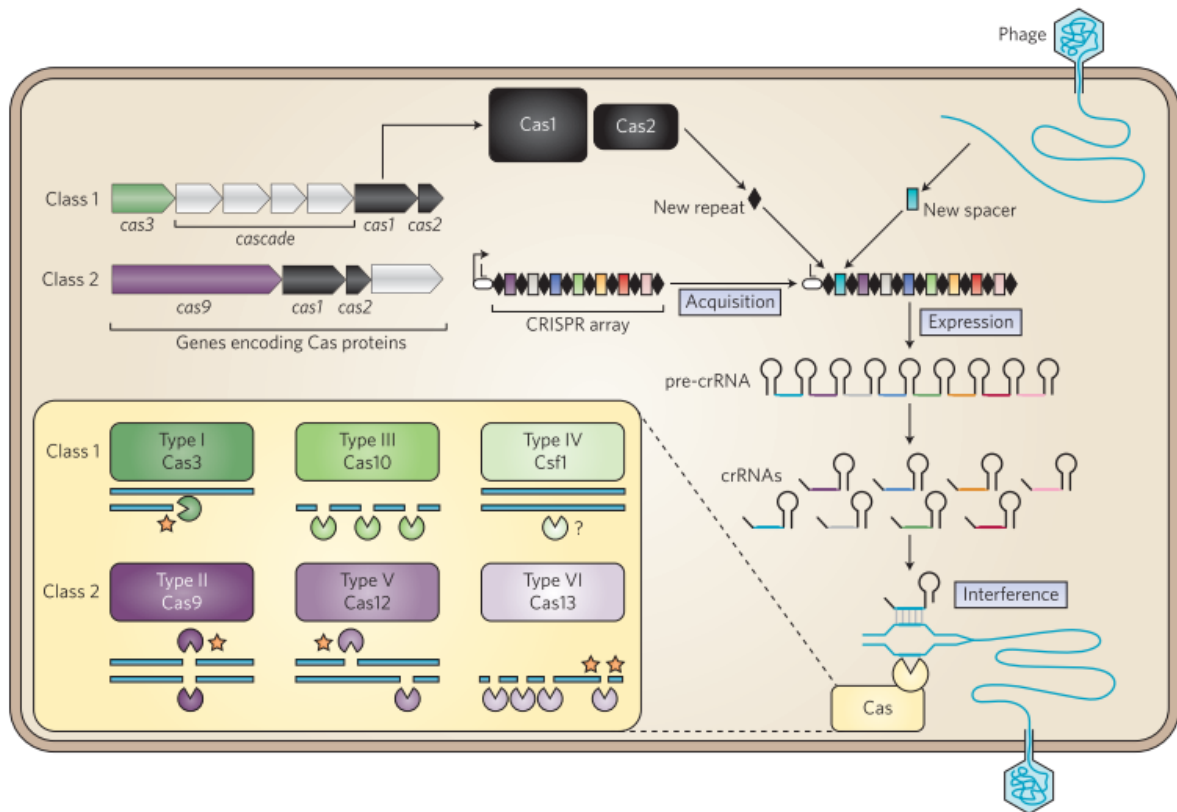 Phage
Cas1
Cas2
Class 1
cas3
cascade
cas1
cas2
New repeat
New spacer
Class 2
cas9
cas1
cas2
Genes encoding Cas proteins
CRISPR array
Acquisition
Expression
pre-crRNA
crRNAs
Interference
Cas
Class 1
Type I
Cas3
Type III
Cas10
Type IV
Csf1
?
Class 2
Type II
Cas9
Type V
Cas12
Type VI
Cas13